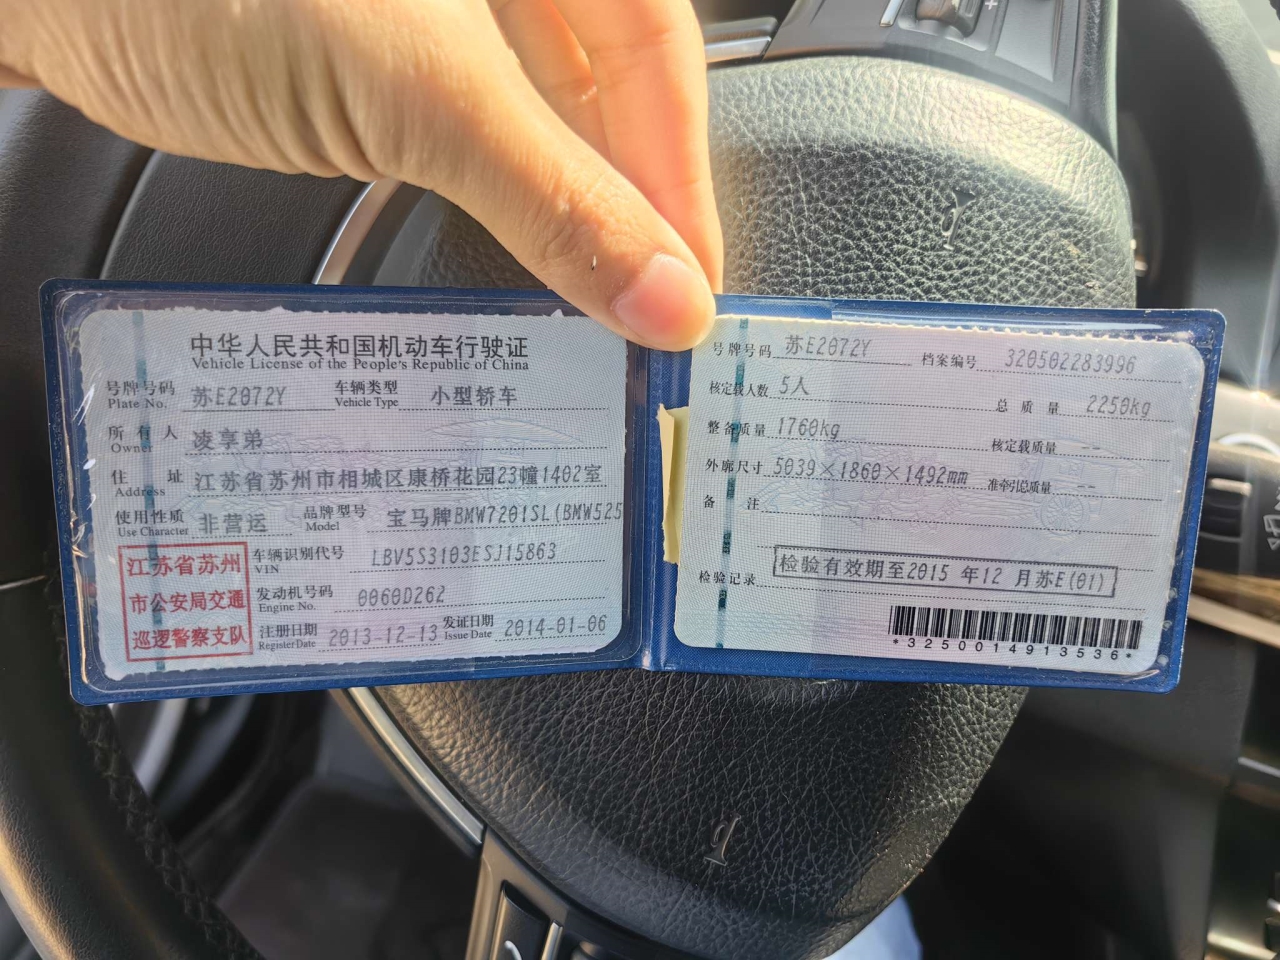 中华人民共和国机动车行驶证
Vehicle License of the People's Republic of China
号牌号码 苏E2072Y 车辆类型 小型轿车
Plate No. Vehicle Type
所有人 凌享弟
Owner
住址 江苏省苏州市相城区康桥花园23幢1402室
Address
使用性质 非营运 品牌型号 宝马牌BMW7201SL(BMW525
Use Character Model
江苏省苏州
市公安局交通
巡逻警察支队
车辆识别代号 LBV5S3103ESJ15863
VIN
发动机号码 0060D262
Engine No.
注册日期 2013-12-13 发证日期 2014-01-06
Register Date Issue Date
号牌号码 苏E2072Y 档案编号 320502283996
核定载人数 5人 总质量 2250kg
整备质量 1760kg 核定载质量 --
外廓尺寸 5039×1860×1492mm 准牵引总质量 --
备注
检验记录 检验有效期至2015年12月苏E(01)
*3250014913536*